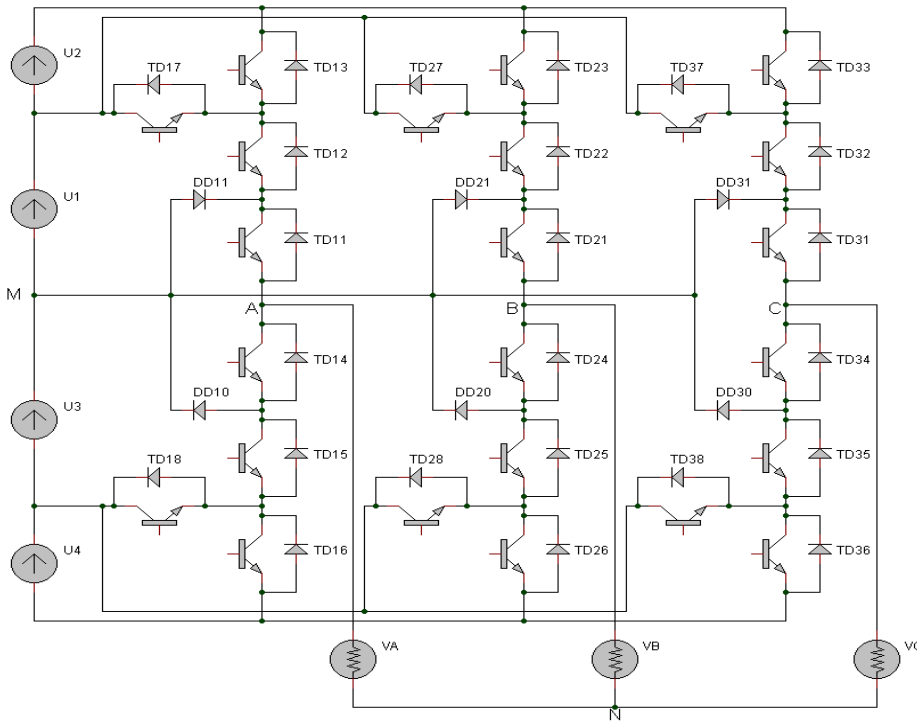 U2
TD17
TD13
TD27
TD23
TD37
TD33
TD12
TD22
TD32
U1
DD11
DD21
DD31
TD11
TD21
TD31
M
A
B
C
TD14
TD24
TD34
U3
DD10
DD20
DD30
TD18
TD15
TD28
TD25
TD38
TD35
U4
TD16
TD26
TD36
VA
VB
N